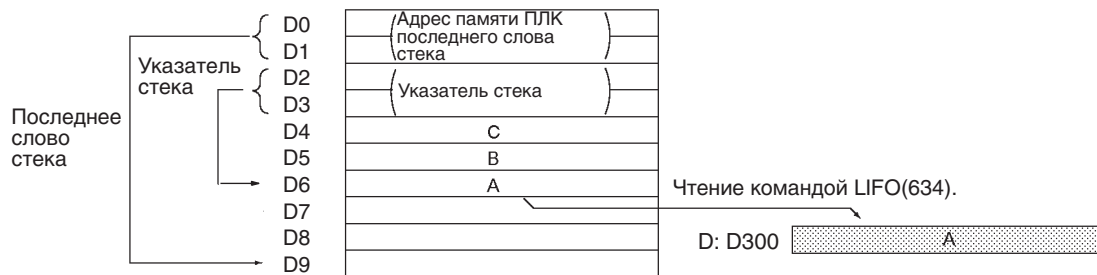 D0
Адрес памяти ПЛК
последнего слова
стека
D1
Указатель
стека
D2
Указатель стека
D3
Последнее
слово
стека
D4
C
D5
B
D6
A
Чтение командой LIFO(634).
D7
D8
D: D300
A
D9